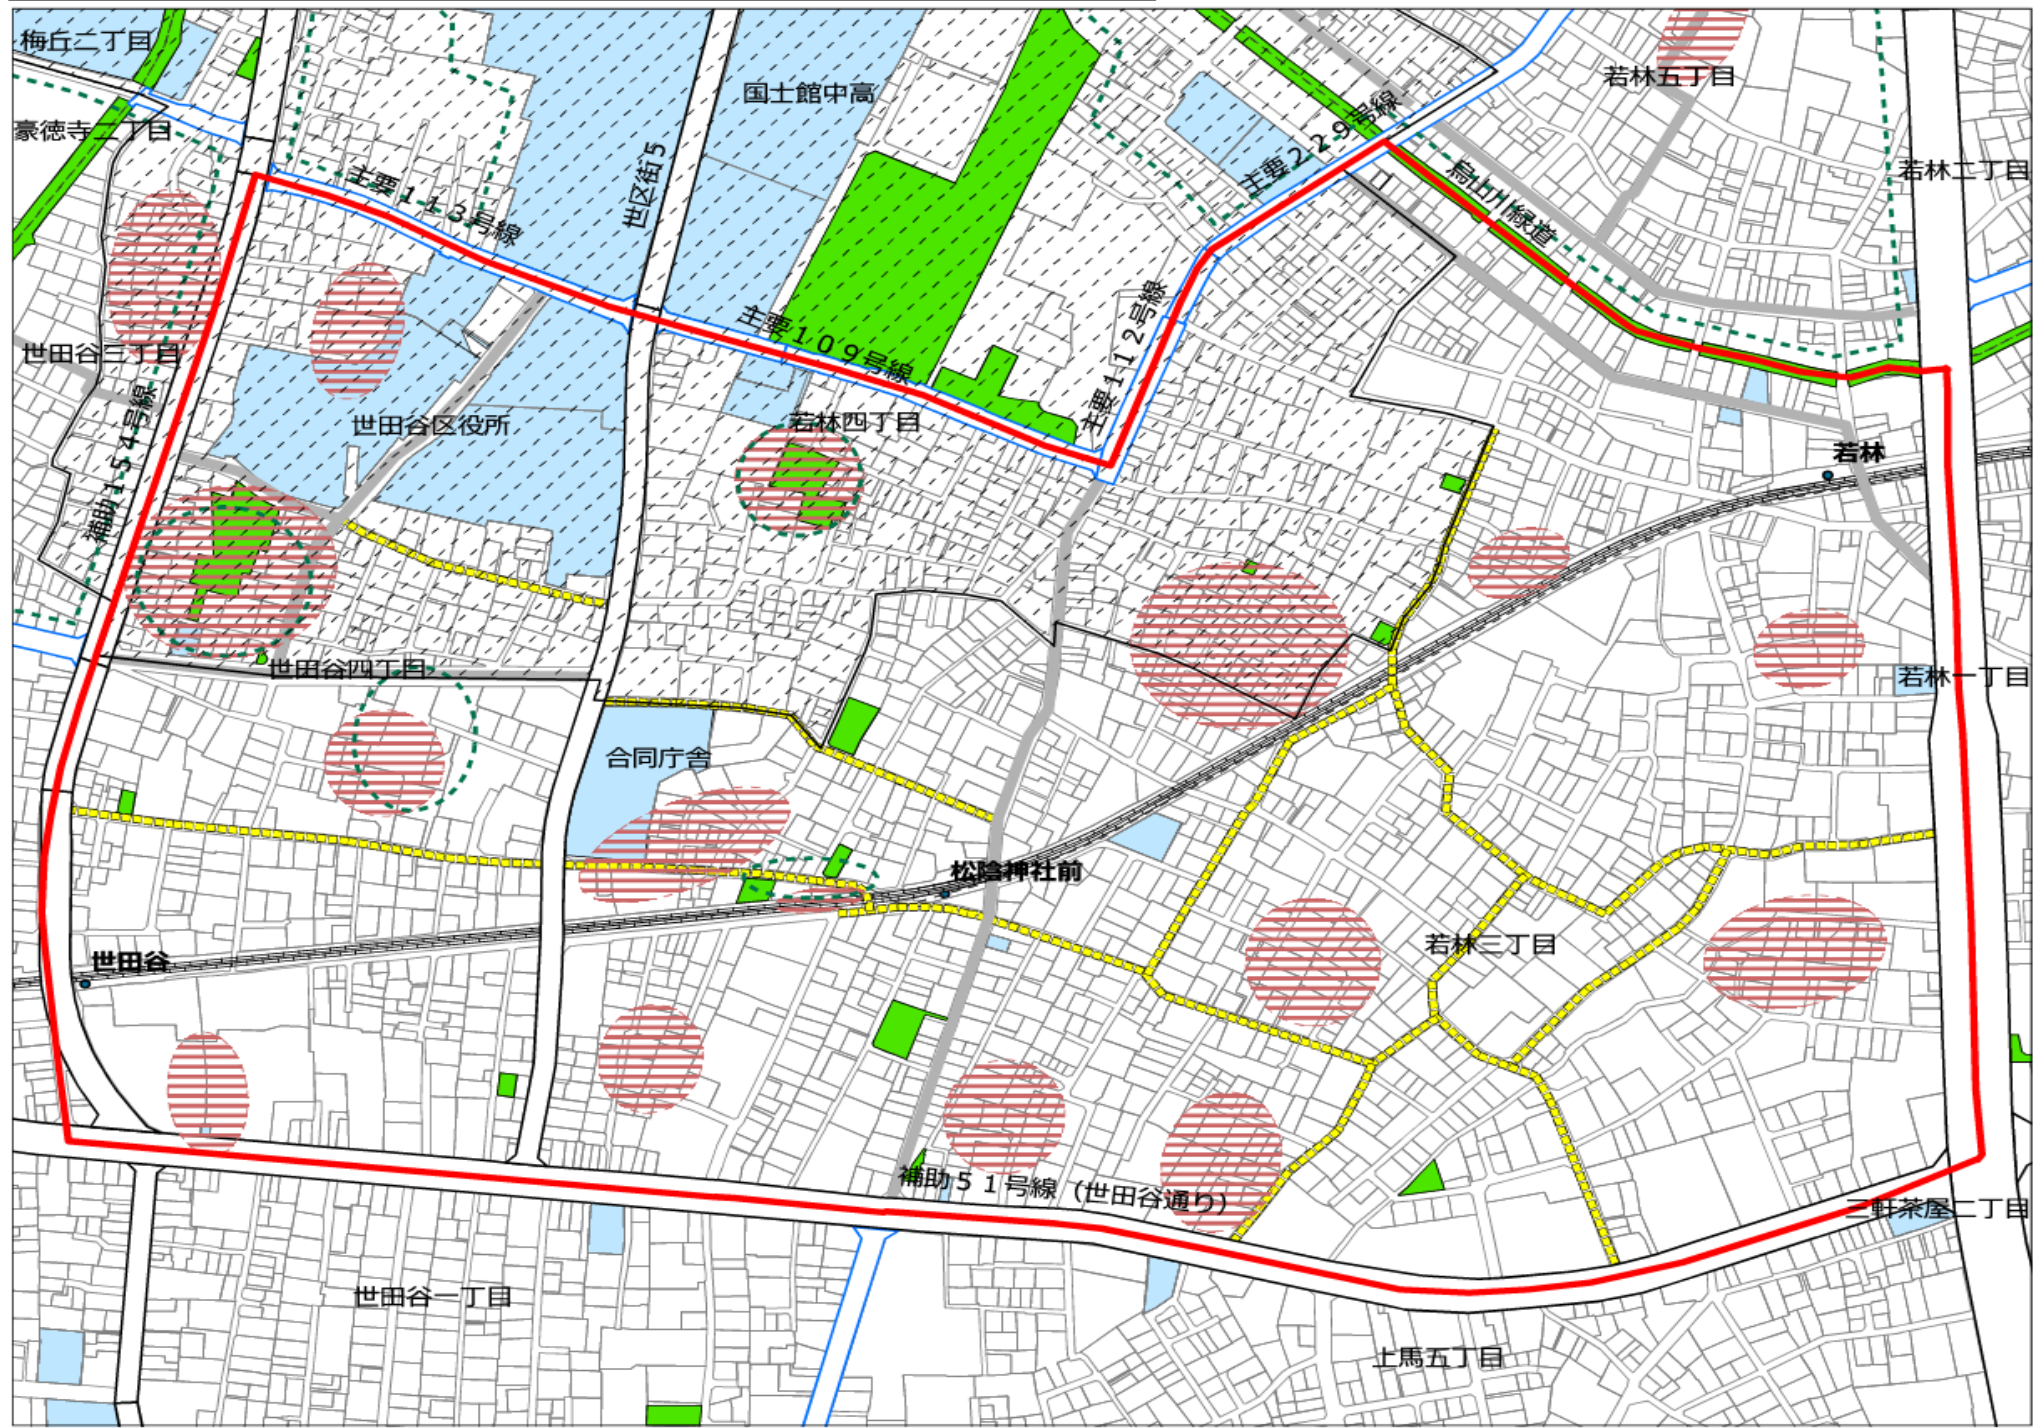 梅丘二丁目
国士館中高
若林五丁目
豪徳寺二丁目
主要２２９号線
世区街５
主要１１３号線
烏山川緑道
若林二丁目
主要１０９号線
主要１１２号線
世田谷三丁目
世田谷区役所
若林四丁目
補助１５４号線
若林
世田谷四丁目
若林一丁目
合同庁舎
松陰神社前
若林三丁目
世田谷
補助５１号線（世田谷通り）
三軒茶屋二丁目
世田谷一丁目
上馬五丁目